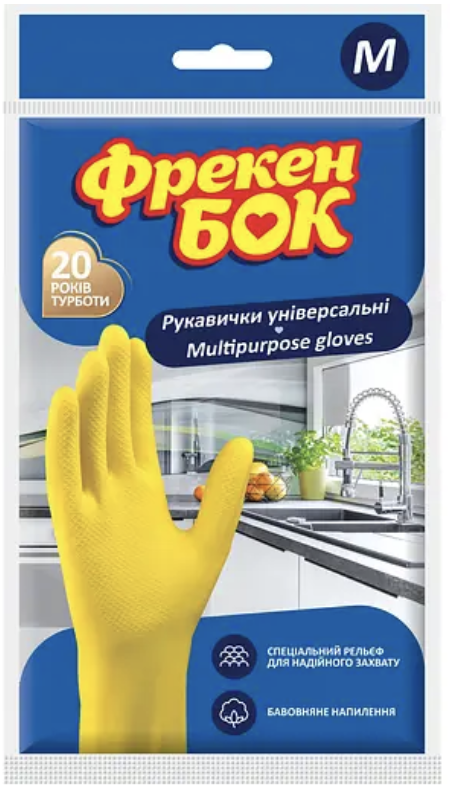 M
Фрекен
БОК
20
РОКІВ
ТУРБОТИ
Рукавички універсальні
Multipurpose gloves
СПЕЦІАЛЬНИЙ РЕЛЬЄФ
ДЛЯ НАДІЙНОГО ЗАХВАТУ
БАВОВНЯНЕ НАПИЛЕННЯ